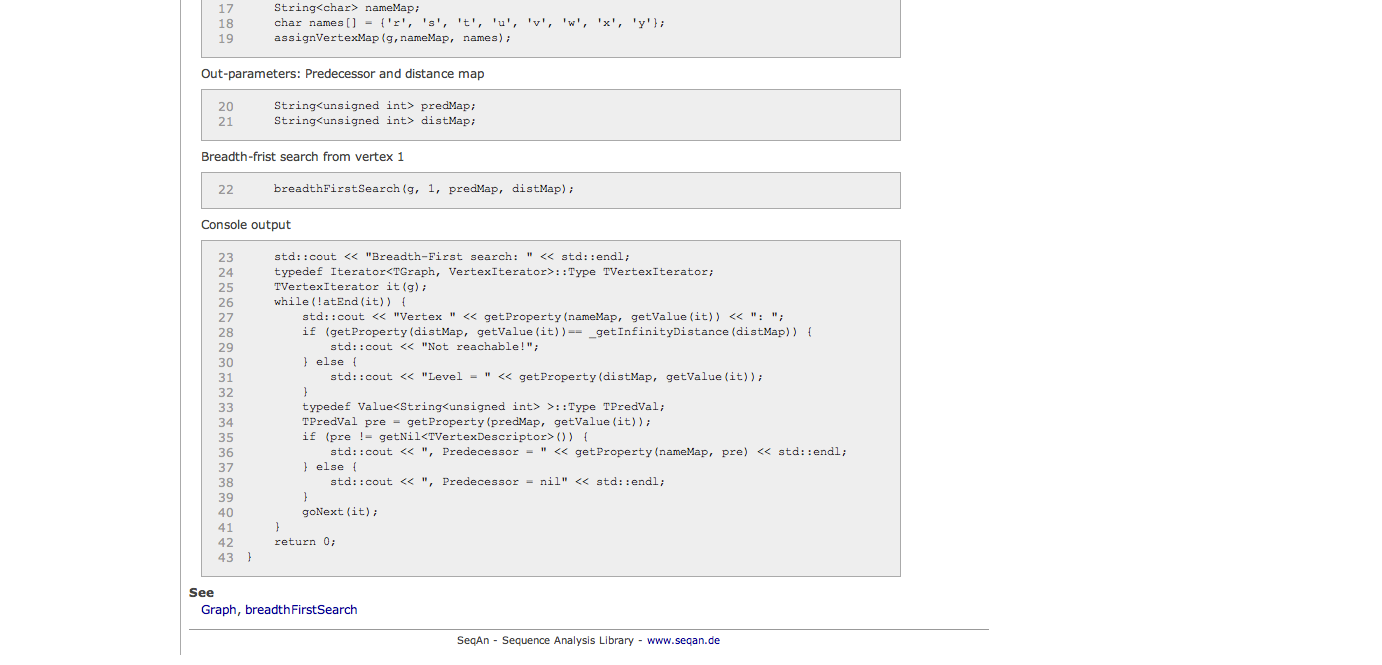 17 String<char> nameMap;
18 char names[] = {'r', 's', 't', 'u', 'v', 'w', 'x', 'y'};
19 assignVertexMap(g,nameMap, names);
Out-parameters: Predecessor and distance map
20 String<unsigned int> predMap;
21 String<unsigned int> distMap;
Breadth-frist search from vertex 1
22 breadthFirstSearch(g, 1, predMap, distMap);
Console output
23 std::cout << "Breadth-First search: " << std::endl;
24 typedef Iterator<TGraph, VertexIterator>::Type TVertexIterator;
25 TVertexIterator it(g);
26 while(!atEnd(it)) {
27 std::cout << "Vertex " << getProperty(nameMap, getValue(it)) << ": ";
28 if (getProperty(distMap, getValue(it))== _getInfinityDistance(distMap)) {
29 std::cout << "Not reachable!";
30 } else {
31 std::cout << "Level = " << getProperty(distMap, getValue(it));
32 }
33 typedef Value<String<unsigned int> >::Type TPredVal;
34 TPredVal pre = getProperty(predMap, getValue(it));
35 if (pre != getNil<TVertexDescriptor>()) {
36 std::cout << ", Predecessor = " << getProperty(nameMap, pre) << std::endl;
37 } else {
38 std::cout << ", Predecessor = nil" << std::endl;
39 }
40 goNext(it);
41 }
42 return 0;
43 }
See
Graph, breadthFirstSearch
SeqAn - Sequence Analysis Library - www.seqan.de